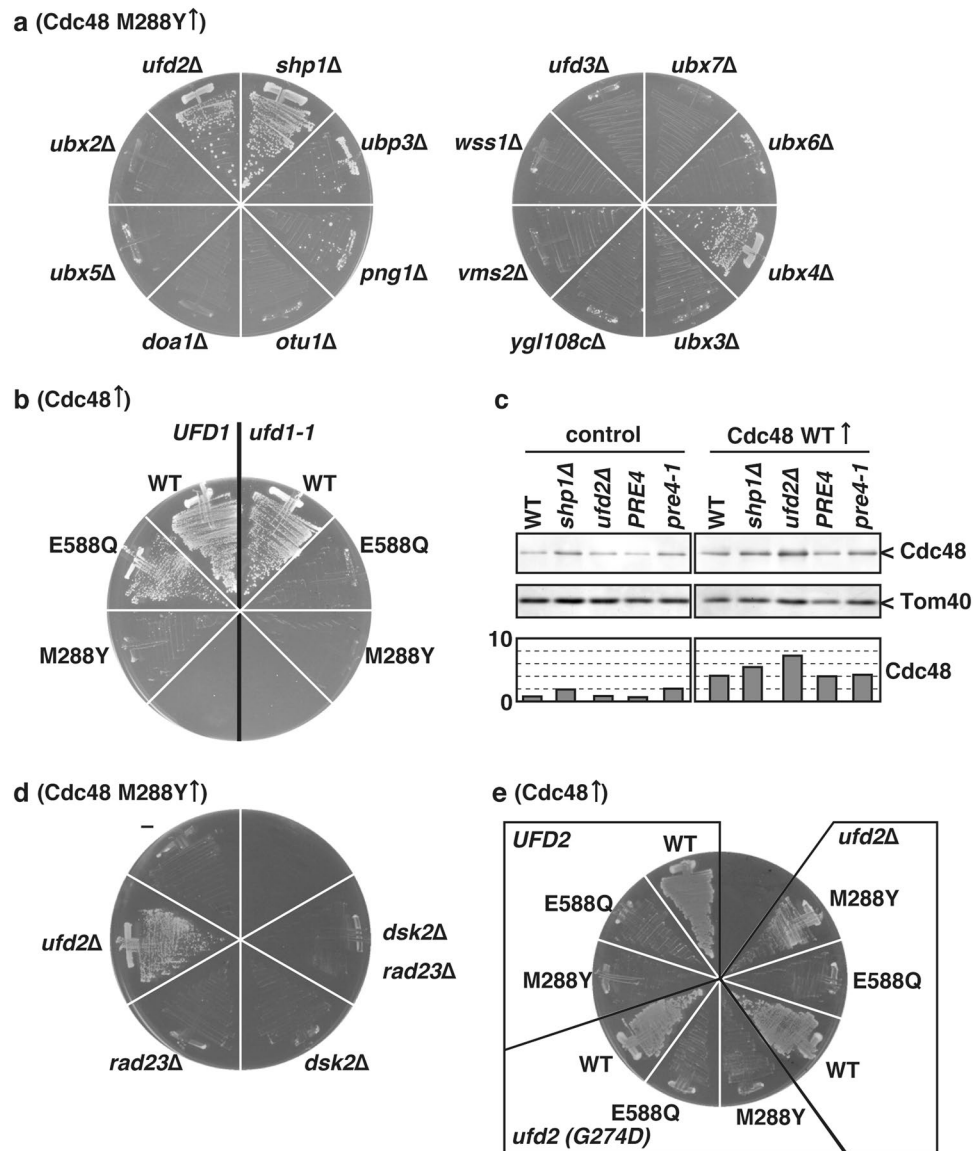 a (Cdc48 M288Y↑)
ufd2Δ shp1Δ ufd3Δ ubx7Δ
ubx2Δ ubp3Δ wss1Δ ubx6Δ
ubx5Δ png1Δ vms2Δ ubx4Δ
doa1Δ otu1Δ ygl108cΔ ubx3Δ
b (Cdc48↑)
UFD1 ufd1-1
WT WT
E588Q E588Q
M288Y M288Y
c
control Cdc48 WT ↑
WT shp1Δ ufd2Δ PRE4 pre4-1 WT shp1Δ ufd2Δ PRE4 pre4-1
< Cdc48
< Tom40
10
Cdc48
0
d (Cdc48 M288Y↑)
–
ufd2Δ dsk2Δ
rad23Δ
rad23Δ dsk2Δ
e (Cdc48↑)
UFD2 WT ufd2Δ
E588Q M288Y
M288Y E588Q
WT WT
E588Q M288Y
ufd2 (G274D)